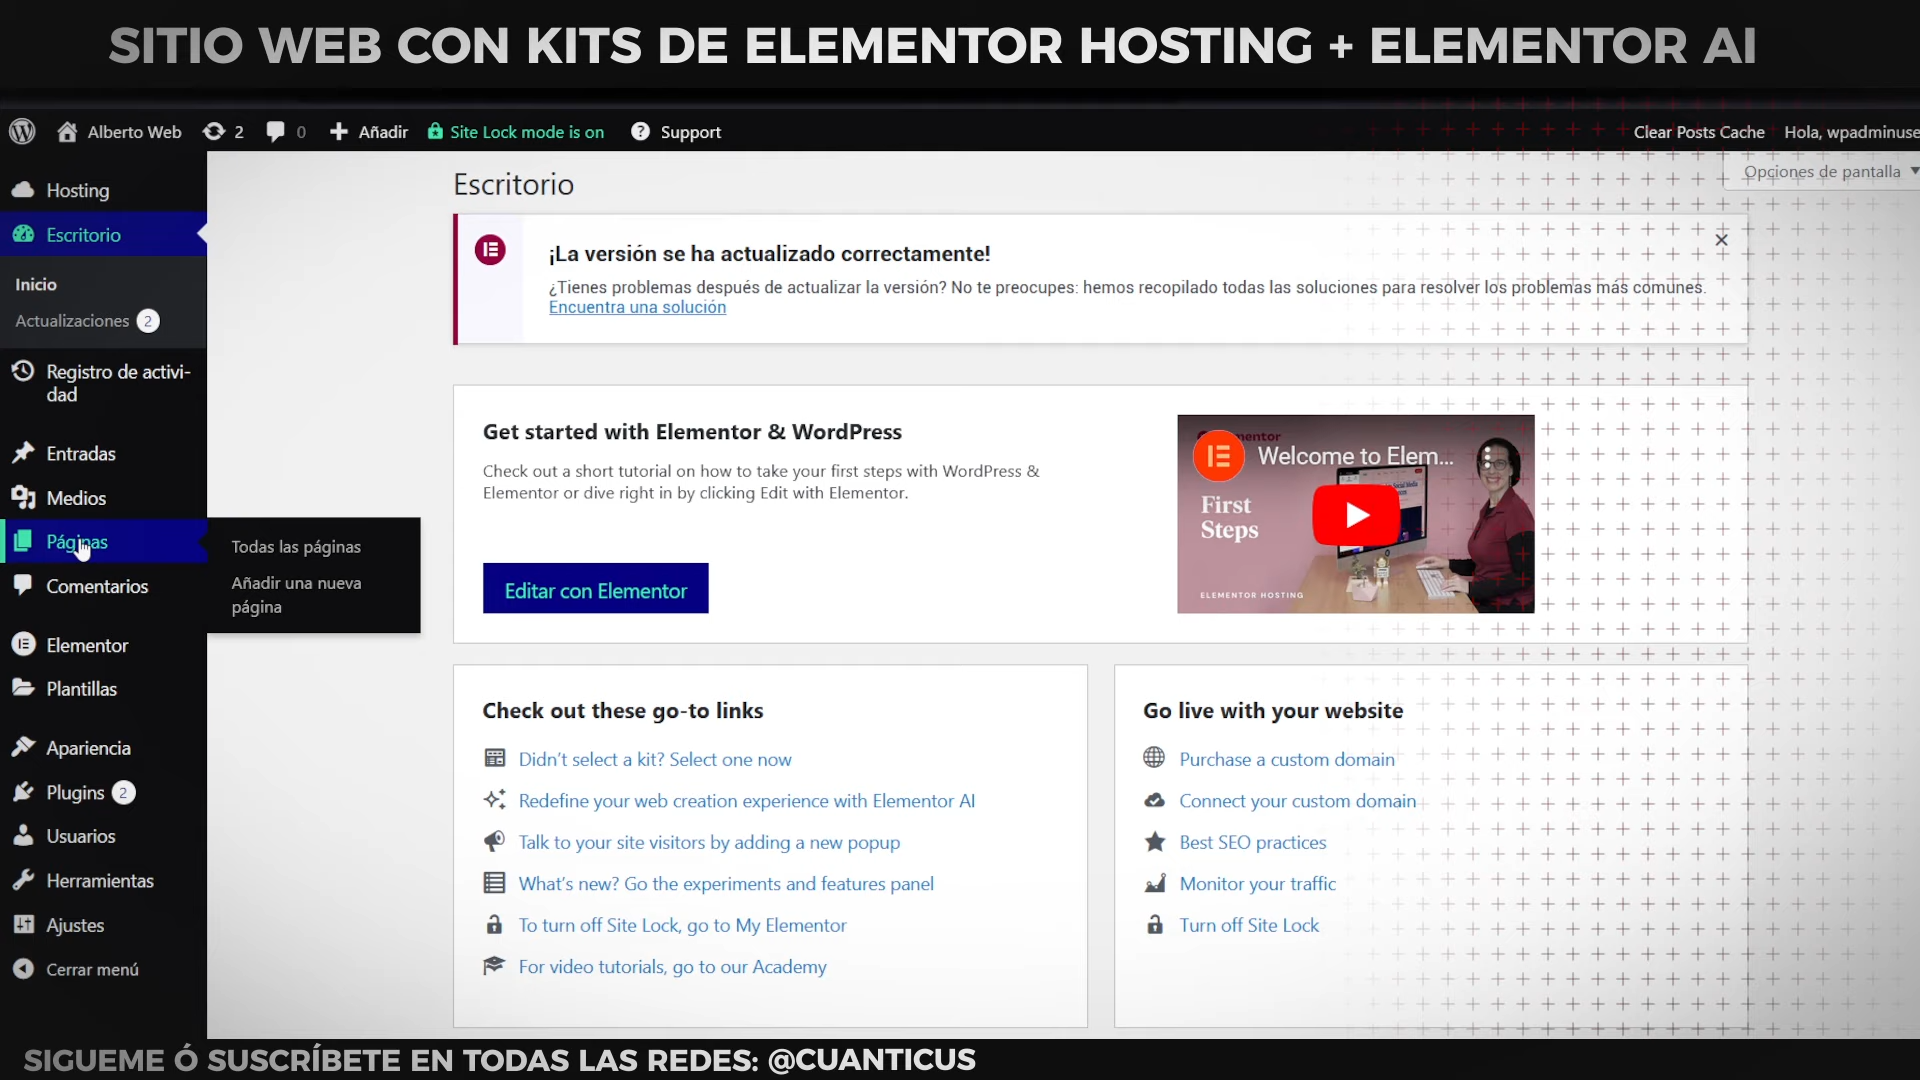 SITIO WEB CON KITS DE ELEMENTOR HOSTING + ELEMENTOR AI
Alberto Web 2 0 Añadir Site Lock mode is on Support Clear Posts Cache Hola, wpadminuse
Opciones de pantalla
Hosting
Escritorio
Inicio
Actualizaciones 2
Registro de activi-
dad
Entradas
Medios
Páginas
Todas las páginas
Añadir una nueva
página
Comentarios
Elementor
Plantillas
Apariencia
Plugins 2
Usuarios
Herramientas
Ajustes
Cerrar menú
Escritorio
¡La versión se ha actualizado correctamente!
¿Tienes problemas después de actualizar la versión? No te preocupes: hemos recopilado todas las soluciones para resolver los problemas más comunes.
Encuentra una solución
Get started with Elementor & WordPress
Check out a short tutorial on how to take your first steps with WordPress &
Elementor or dive right in by clicking Edit with Elementor.
Editar con Elementor
Welcome to Elem...
First
Steps
ELEMENTOR HOSTING
Check out these go-to links
Didn't select a kit? Select one now
Redefine your web creation experience with Elementor AI
Talk to your site visitors by adding a new popup
What's new? Go the experiments and features panel
To turn off Site Lock, go to My Elementor
For video tutorials, go to our Academy
Go live with your website
Purchase a custom domain
Connect your custom domain
Best SEO practices
Monitor your traffic
Turn off Site Lock
SIGUEME Ó SUSCRÍBETE EN TODAS LAS REDES: @CUANTICUS